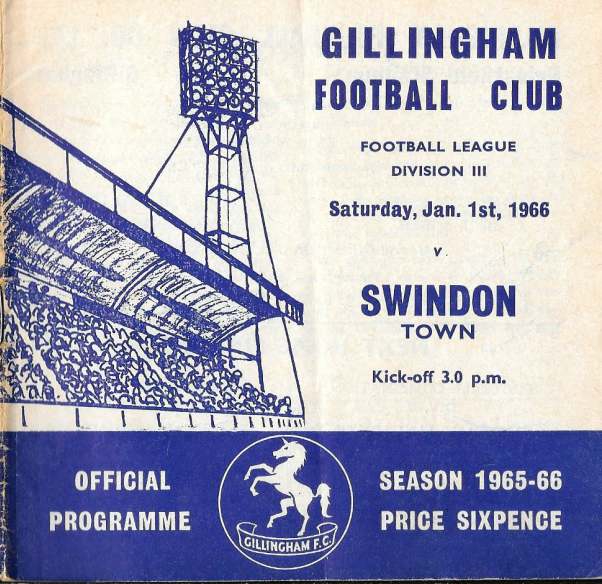 GILLINGHAM
FOOTBALL CLUB
FOOTBALL LEAGUE
DIVISION III
Saturday, Jan. 1st, 1966
v
SWINDON
TOWN
Kick-off 3.0 p.m.
OFFICIAL
PROGRAMME
GILLINGHAM F.C.
SEASON 1965-66
PRICE SIXPENCE